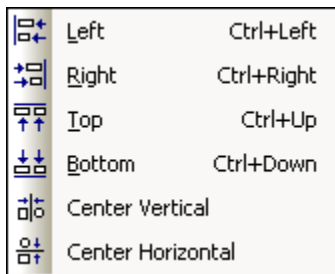 Left Ctrl+Left
Right Ctrl+Right
Top Ctrl+Up
Bottom Ctrl+Down
Center Vertical
Center Horizontal